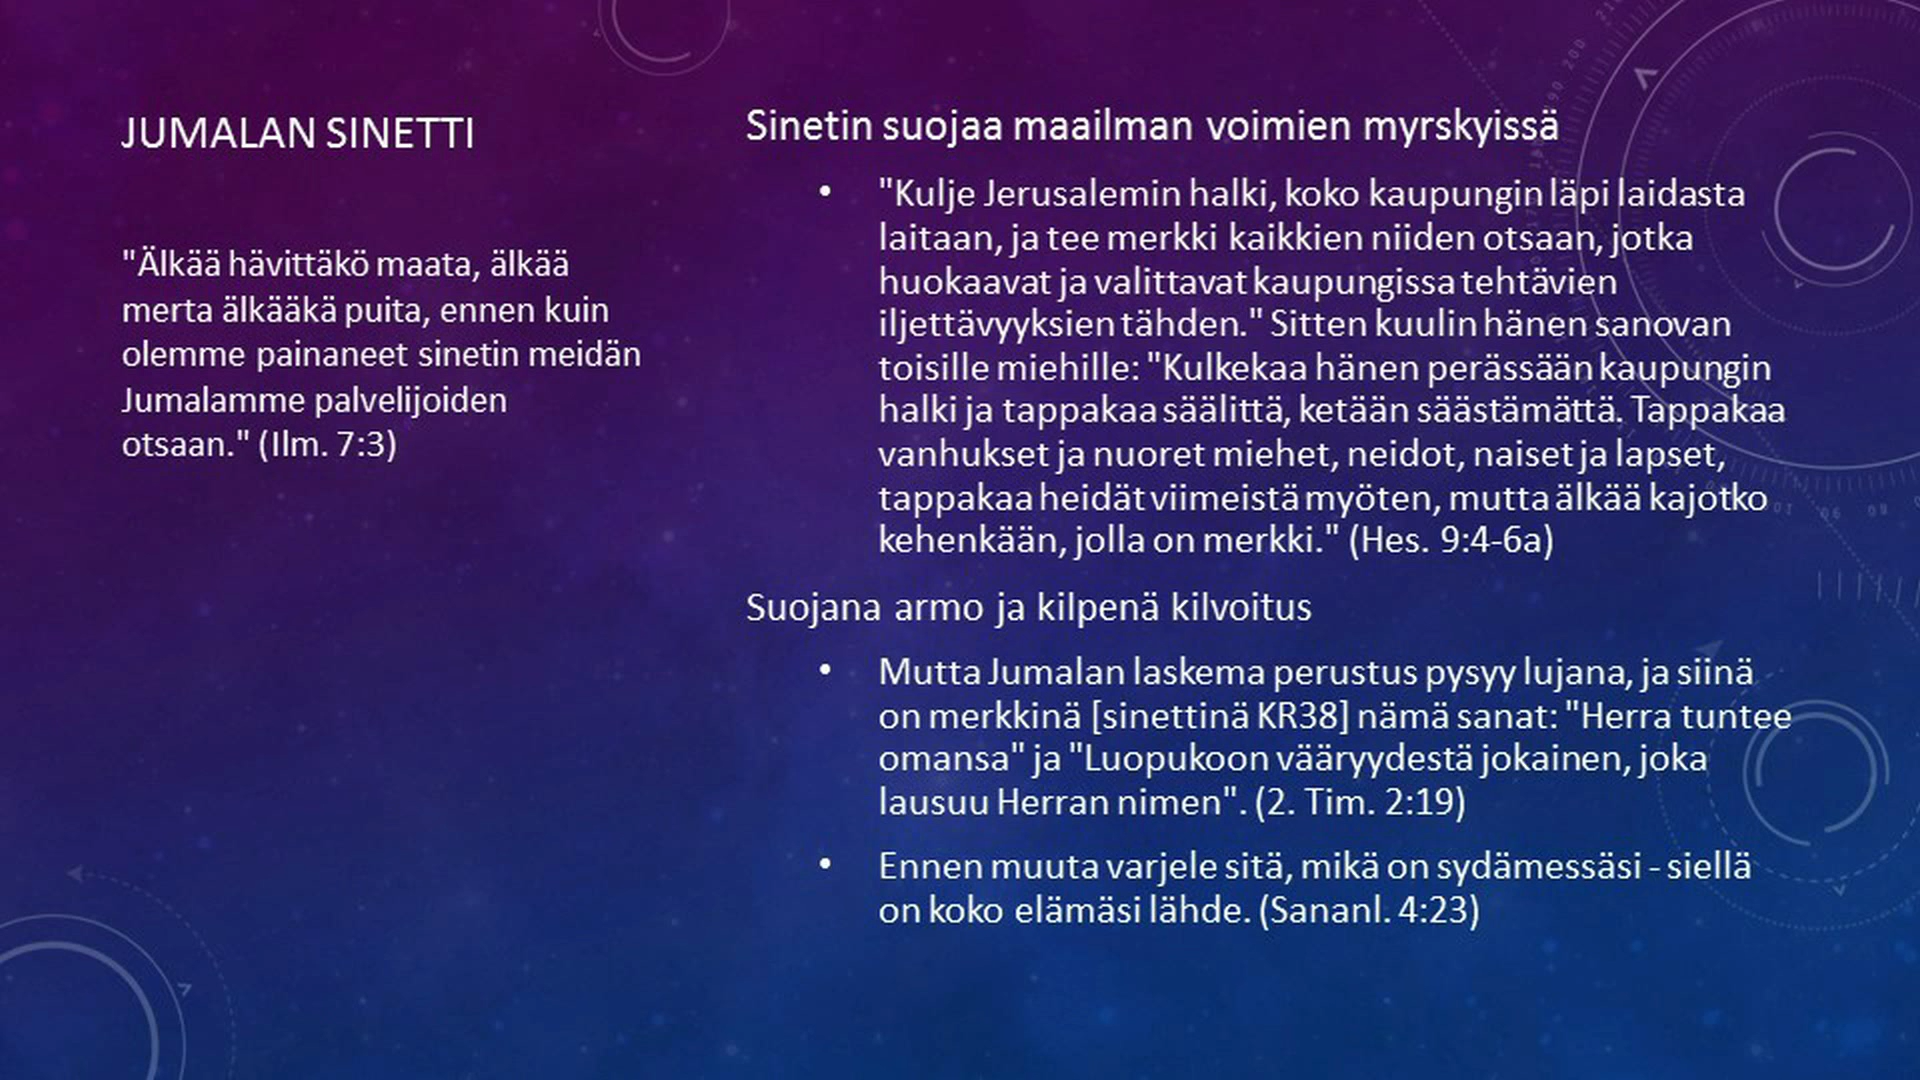 JUMALAN SINETTI
"Älkää hävittäkö maata, älkää
merta älkääkä puita, ennen kuin
olemme painaneet sinetin meidän
Jumalamme palvelijoiden
otsaan." (Ilm. 7:3)
Sinetin suojaa maailman voimien myrskyissä
• "Kulje Jerusalemin halki, koko kaupungin läpi laidasta
laitaan, ja tee merkki kaikkien niiden otsaan, jotka
huokaavat ja valittavat kaupungissa tehtävien
iljettävyyksien tähden." Sitten kuulin hänen sanovan
toisille miehille: "Kulkekaa hänen perässään kaupungin
halki ja tappakaa säälittä, ketään säästämättä. Tappakaa
vanhukset ja nuoret miehet, neidot, naiset ja lapset,
tappakaa heidät viimeistä myöten, mutta älkää kajotko
kehenkään, jolla on merkki." (Hes. 9:4-6a)
Suojana armo ja kilpenä kilvoitus
• Mutta Jumalan laskema perustus pysyy lujana, ja siinä
on merkkinä [sinettinä KR38] nämä sanat: "Herra tuntee
omansa" ja "Luopukoon vääryydestä jokainen, joka
lausuu Herran nimen". (2. Tim. 2:19)
• Ennen muuta varjele sitä, mikä on sydämessäsi - siellä
on koko elämäsi lähde. (Sananl. 4:23)